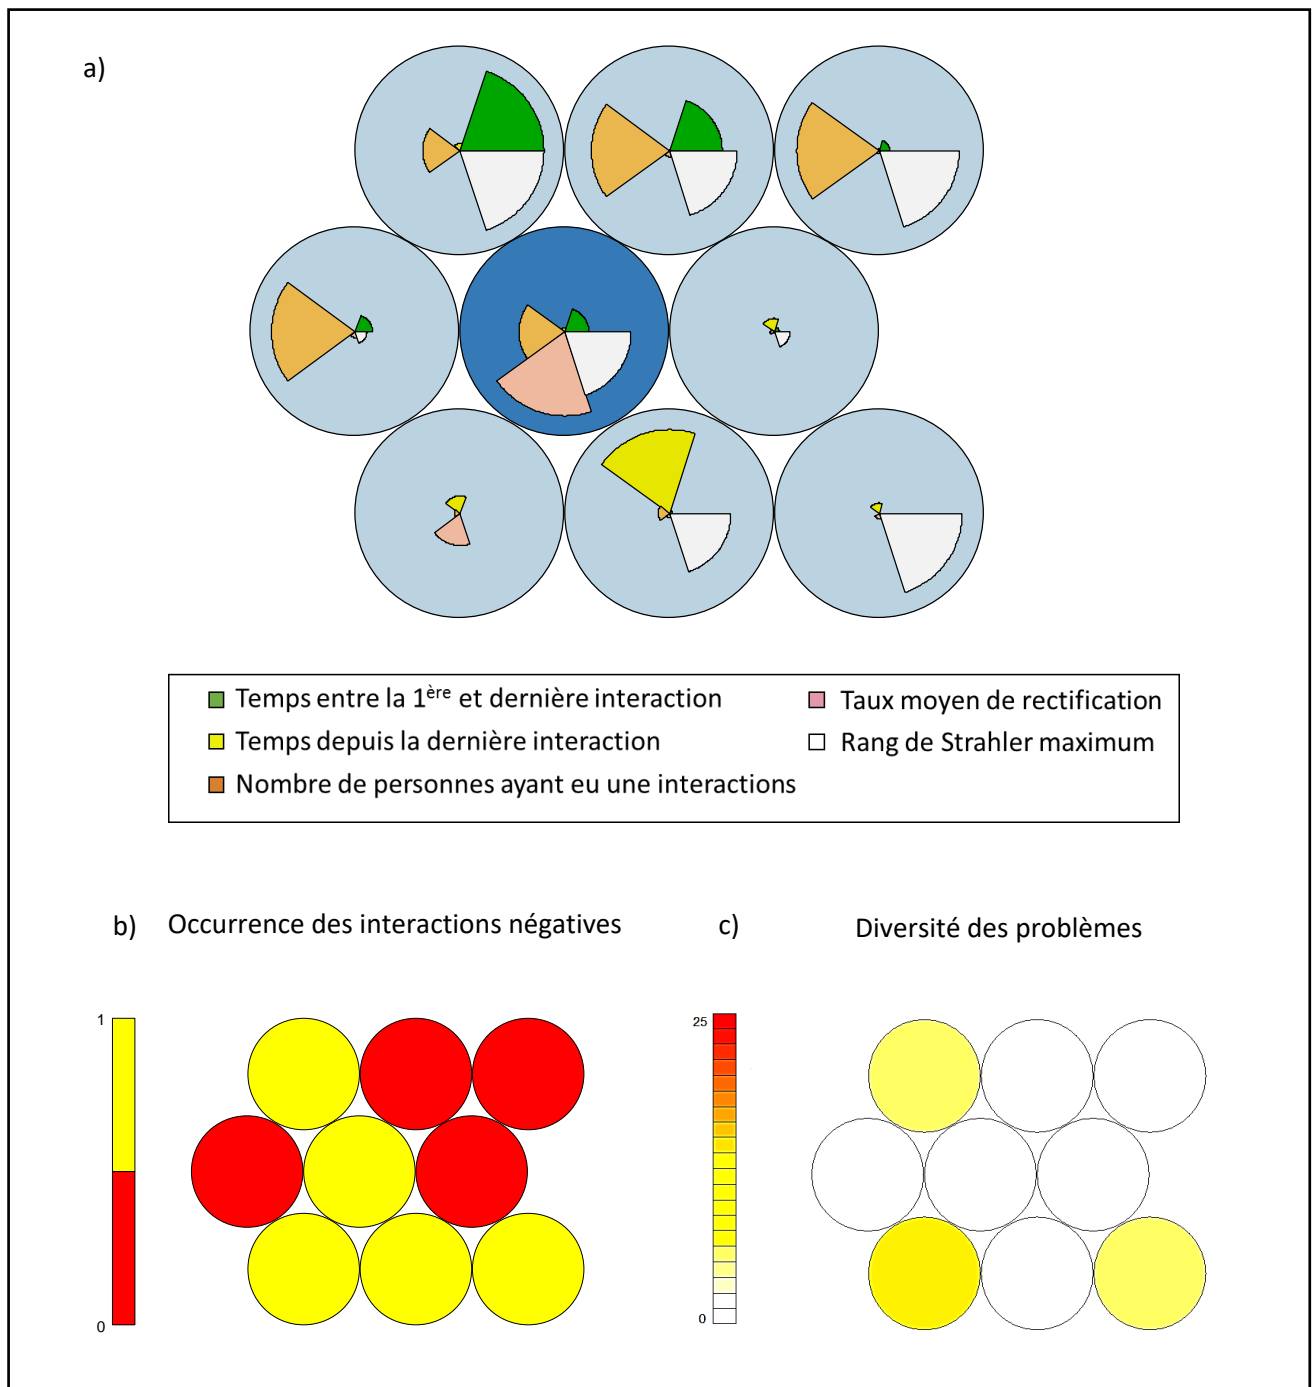 a)
Temps entre la 1ère et dernière interaction
Taux moyen de rectification
Temps depuis la dernière interaction
Rang de Strahler maximum
Nombre de personnes ayant eu une interactions
b) Occurrence des interactions négatives
c) Diversité des problèmes
1
0
25
0